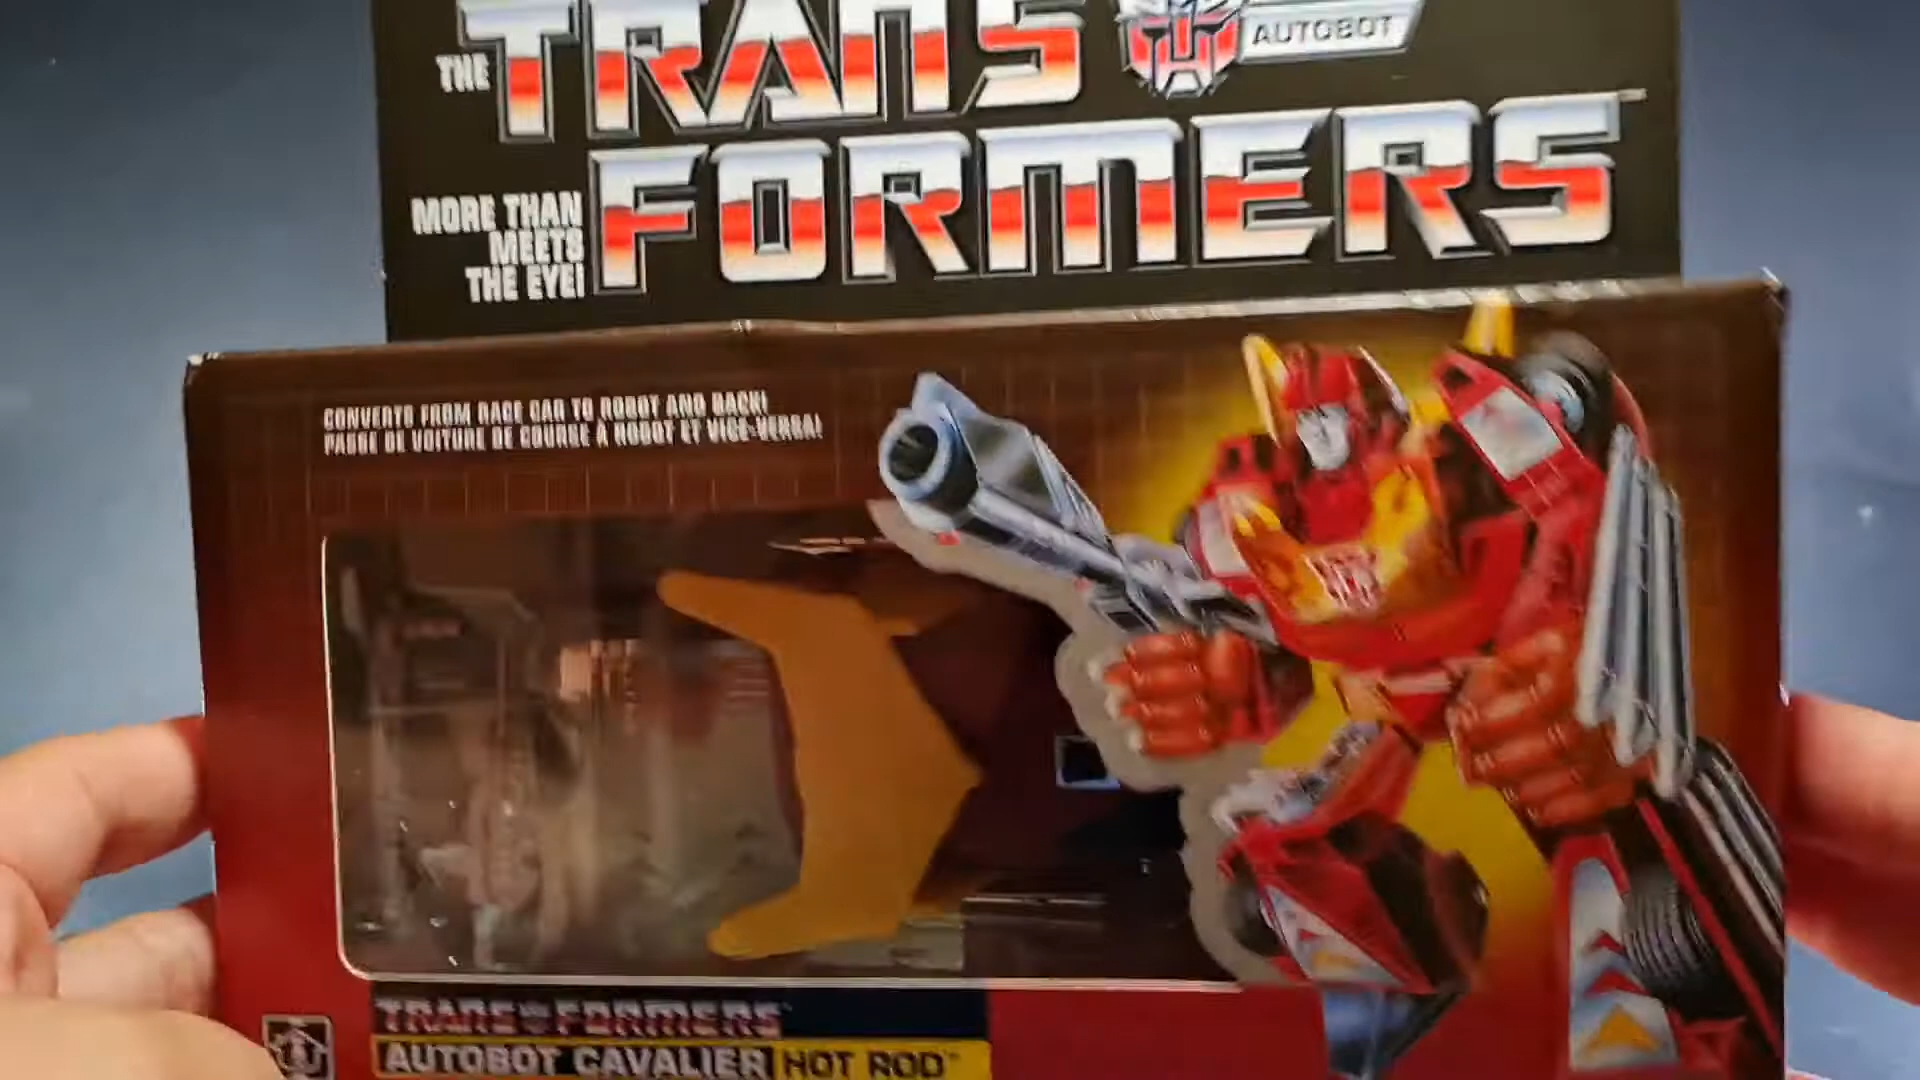 THE TRANS
AUTOBOT
MORE THAN
MEETS
THE EYE!
FORMERS
CONVERTS FROM RACE CAR TO ROBOT AND BACK!
PASSE DE VOITURE DE COURSE À ROBOT ET VICE-VERSA!
TRANSFORMERS
AUTOBOT CAVALIER HOT ROD™